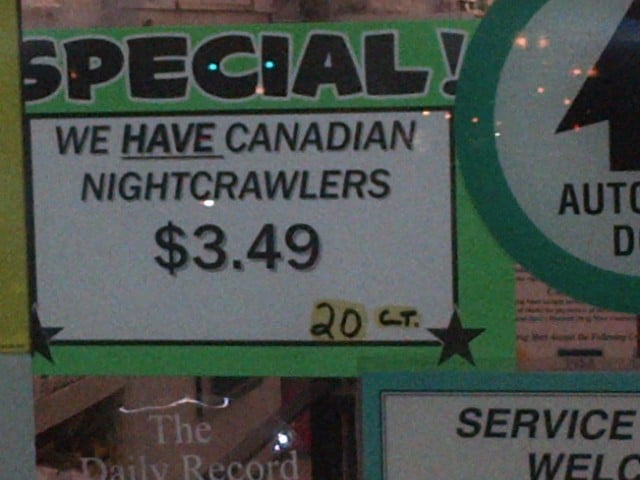 SPECIAL!
WE HAVE CANADIAN
NIGHTCRAWLERS
$3.49
20 CT.
AUTO
D
The
Daily Record
SERVICE
WELC